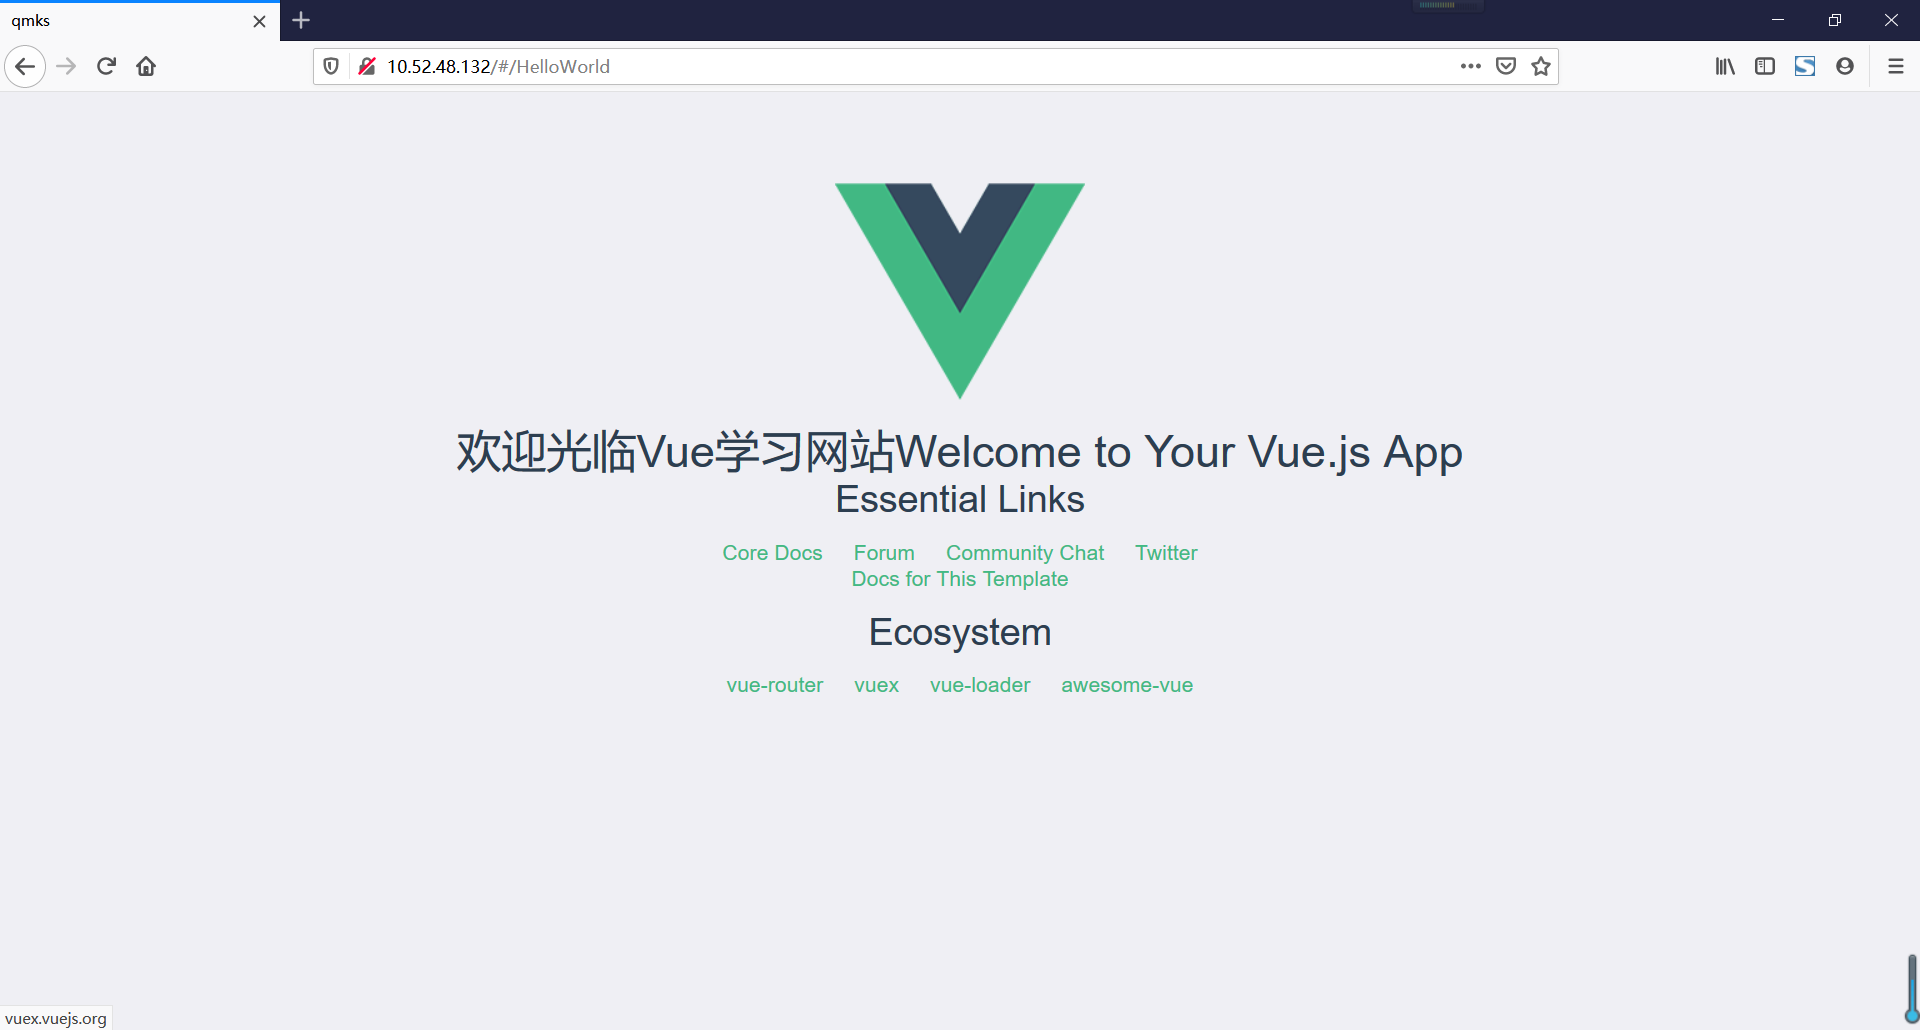 qmks
10.52.48.132/#/HelloWorld
欢迎光临Vue学习网站Welcome to Your Vue.js App
Essential Links
Core Docs Forum Community Chat Twitter
Docs for This Template
Ecosystem
vue-router vuex vue-loader awesome-vue
vuex.vuejs.org